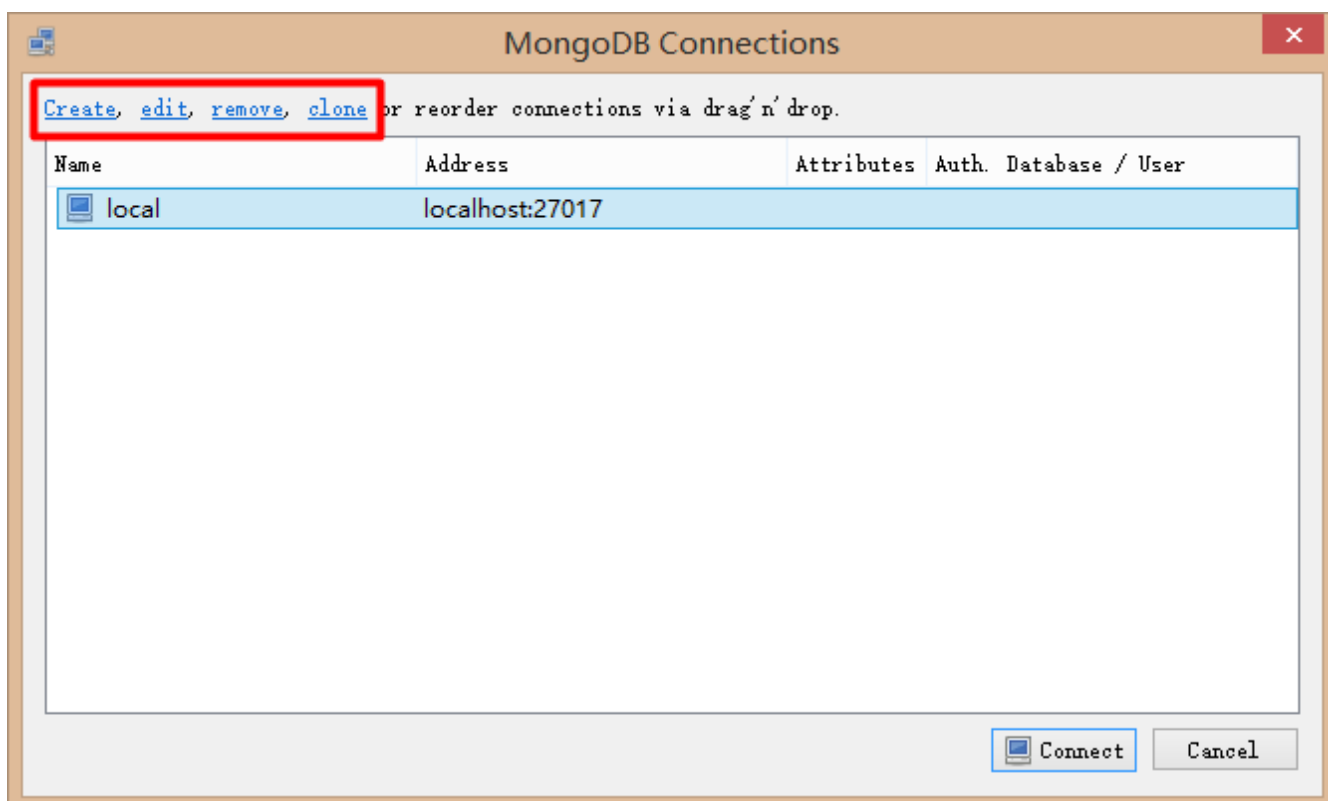 MongoDB Connections
Create, edit, remove, clone or reorder connections via drag'n'drop.
Name Address Attributes Auth. Database / User
local localhost:27017
Connect Cancel